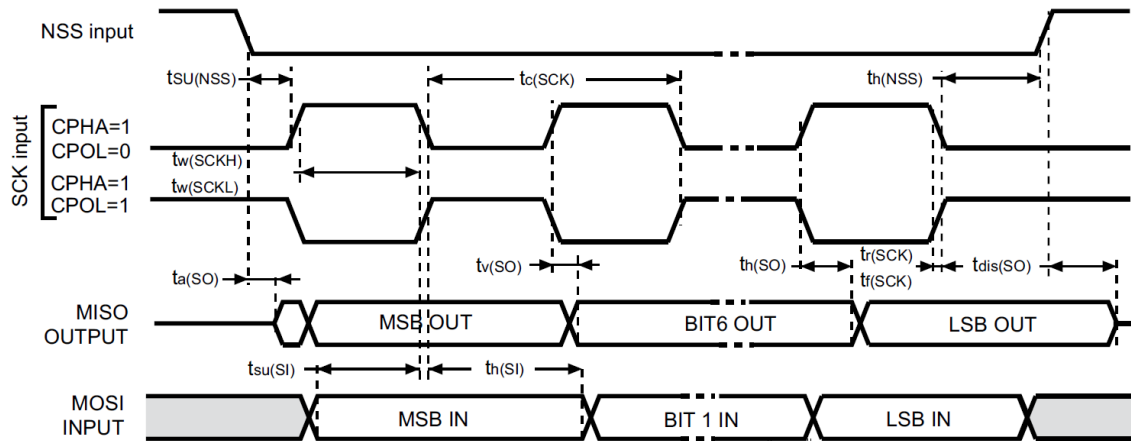 NSS input
tSU(NSS)
tc(SCK)
th(NSS)
SCK input
CPHA=1
CPOL=0
tw(SCKH)
CPHA=1
tw(SCKL)
CPOL=1
ta(SO)
tv(SO)
th(SO)
tr(SCK)
tf(SCK)
tdis(SO)
MISO
OUTPUT
MSB OUT
BIT6 OUT
LSB OUT
tsu(SI)
th(SI)
MOSI
INPUT
MSB IN
BIT 1 IN
LSB IN